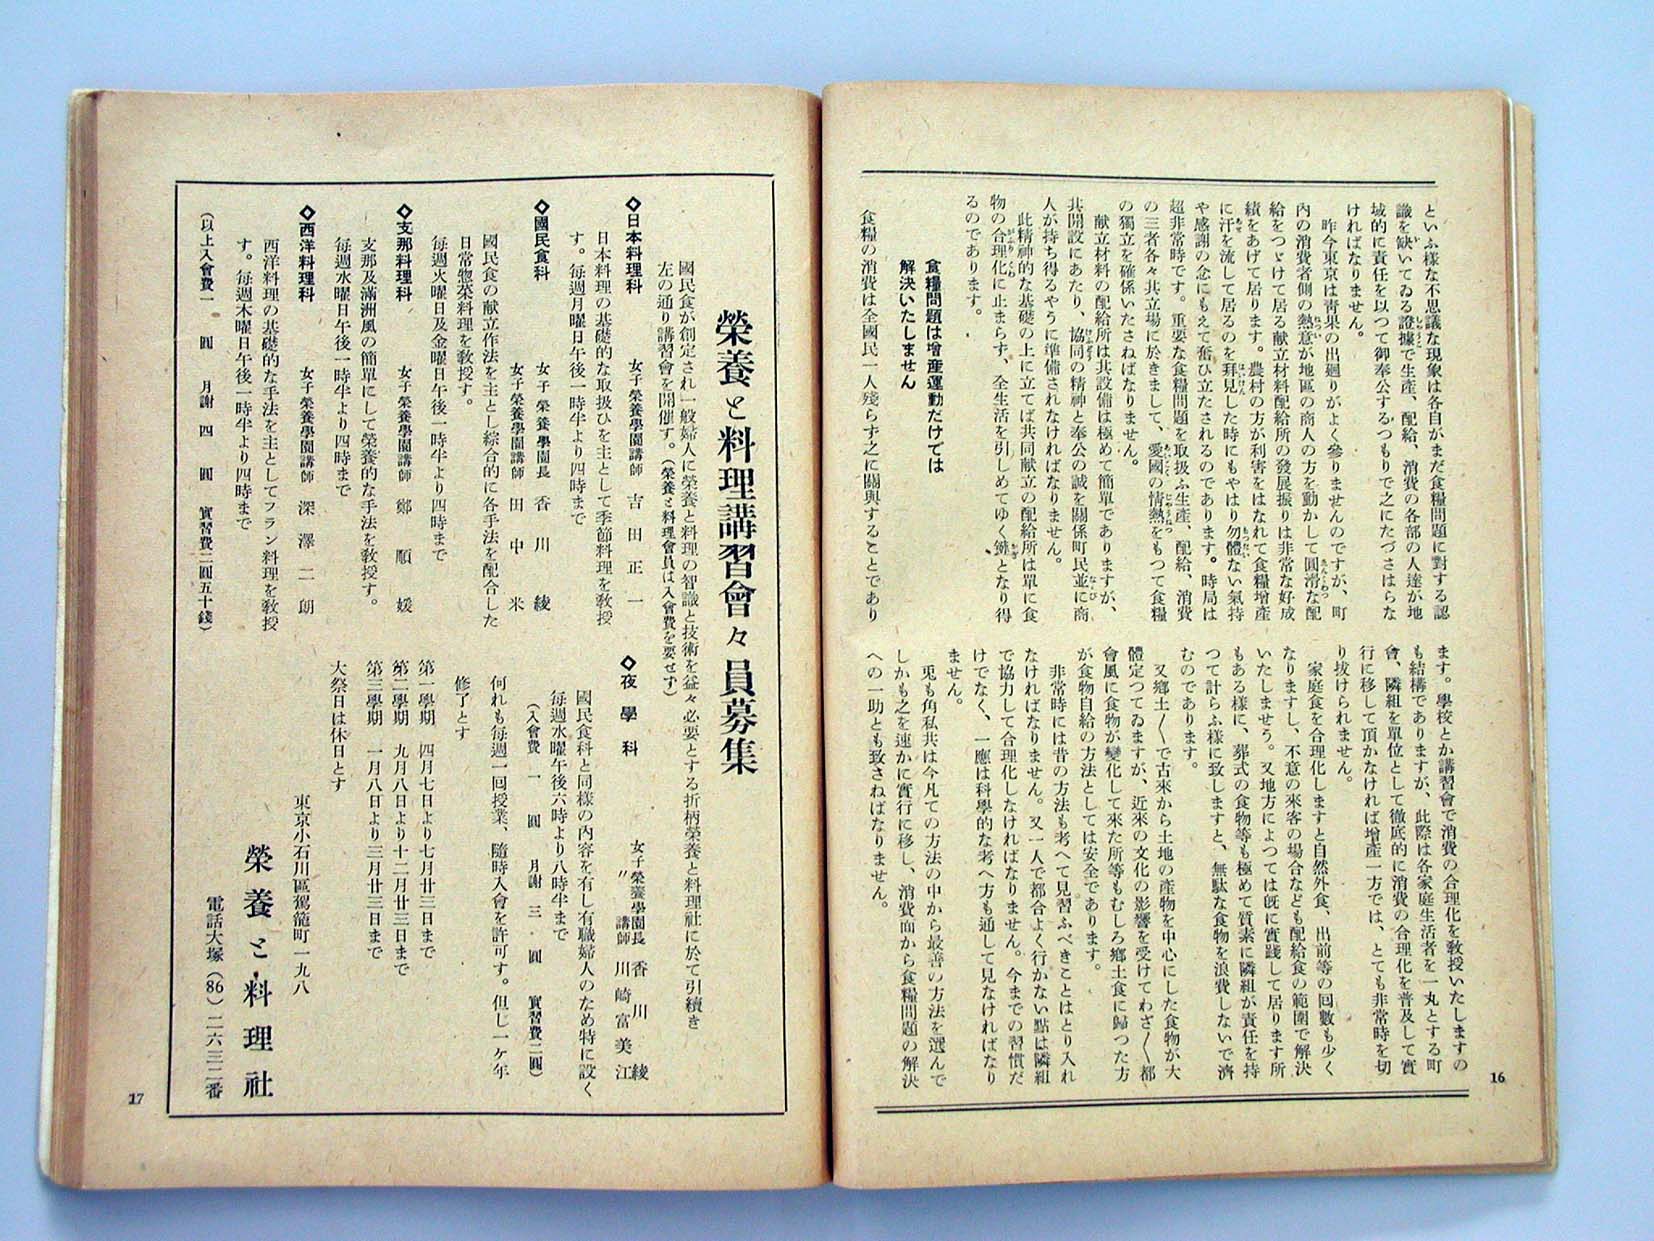 といふ様な不思議な現象は各自がまだ食糧問題に對する認
識を缺いてゐる證據で生産、配給、消費の各部の人達が地
域的に責任を以つて御奉公するつもりで之にたづさはらな
ければなりません。
昨今東京は靑果の出廻りがよく參りませんのですが、町
內の消費者側の熱意が地區の商人の方を動かして圓滑な配
給をつゞけて居る献立材料配給所の發展振りは非常な好成
績をあげて居ります。農村の方が利害をはなれて食糧增產
に汗を流して居るのを拜見した時にもやはり勿體ない氣持
や感謝の念にもえて奮ひ立たされるのであります。時局は
超非常時です。重要な食糧問題を取扱ふ生産、配給、消費
の三者各々共立場に於きまして、愛國の情熱をもつて食糧
の獨立を確保いたさねばなりません。
献立材料の配給所は共設備は極めて簡單でありますが、
共開設にあたり、協同の精神と奉公の誠を關係町民並に商
人が持ち得るやうに準備されなければなりません。
此精神的な基礎の上に立てば共同献立の配給所は單に食
物の合理化に止まらず、全生活を引しめてゆく鍵となり得
るのであります。
食糧問題は增產運動だけでは
解決いたしません
食糧の消費は全國民一人殘らず之に關與することであり
ます。學校とか講習會で消費の合理化を敎授いたしますの
も結構でありますが、此際は各家庭生活者を一丸とする町
會、隣組を單位として徹底的に消費の合理化を普及して實
行に移して頂かなければ增產一方では、とても非常時を切
り拔けられません。
家庭食を合理化しますと自然外食、出前等の回數も少く
なりますし、不意の來客の場合なども配給食の範圍で解決
いたしませう。又地方によつては旣に實踐して居ります所
もある樣に、葬式の食物等も極めて質素に隣組が責任を持
つて計らふ樣に致しますと、無駄な食物を浪費しないで濟
むのであります。
又鄕土〱で古來から土地の產物を中心にした食物が大
體定つてゐますが、近來の文化の影響を受けてわざ〱都
會風に食物が變化して來た所等もむしろ鄕土食に歸つた方
が食物自給の方法としては安全であります。
非常時には昔の方法も考へて見習ふべきことはとり入れ
なければなりません。又一人で都合よく行かない點は隣組
で協力して合理化しなければなりません。今までの習慣だ
けでなく、一應は科學的な考へ方も通して見なければなり
ません。
兎も角私共は今凡ての方法の中から最善の方法を選んで
しかも之を速かに實行に移し、消費面から食糧問題の解決
への一助とも致さねばなりません。
16
榮養と料理講習會々員募集
國民食が創定され一般婦人に榮養と料理の智識と技術を益々必要とする折柄榮養と料理社に於て引續き
左の通り講習會を開催す。（榮養と料理會員は入會費を要せず）
◇日本料理科　女子榮養學園講師　吉田正一
日本料理の基礎的な取扱ひを主として季節料理を敎授
す。每週月曜日午後一時半より四時まで
◇國民食科　女子榮養學園長　香川綾
女子榮養學園講師　田中米
國民食の献立作法を主とし綜合的に各手法を配合した
日常惣菜料理を敎授す。
每週火曜日及金曜日午後一時半より四時まで
◇支那料理科　女子榮養學園講師　鄭順媛
支那及滿洲風の簡單にして榮養的な手法を敎授す。
每週水曜日午後一時半より四時まで
◇西洋料理科　女子榮養學園講師　深澤二朗
西洋料理の基礎的な手法を主としてフラン料理を敎授
す。每週木曜日午後一時半より四時まで
（以上入會費一圓　月謝四圓　實習費二圓五十錢）
◇夜學科　女子榮養學園長　香川綾
〃　講師　川崎富美江
國民食科と同樣の內容を有し有職婦人のため特に設く
每週水曜午後六時より八時半まで
（入會費一圓　月謝三圓　實習費二圓）
何れも每週一回授業、隨時入會を許可す。但し一ケ年
修了とす
第一學期　四月七日より七月廿三日まで
第二學期　九月八日より十二月廿三日まで
第三學期　一月八日より三月廿三日まで
大祭日は休日とす
東京小石川區駕籠町一九八
榮養と料理社
電話大塚（86）二六三二番
17